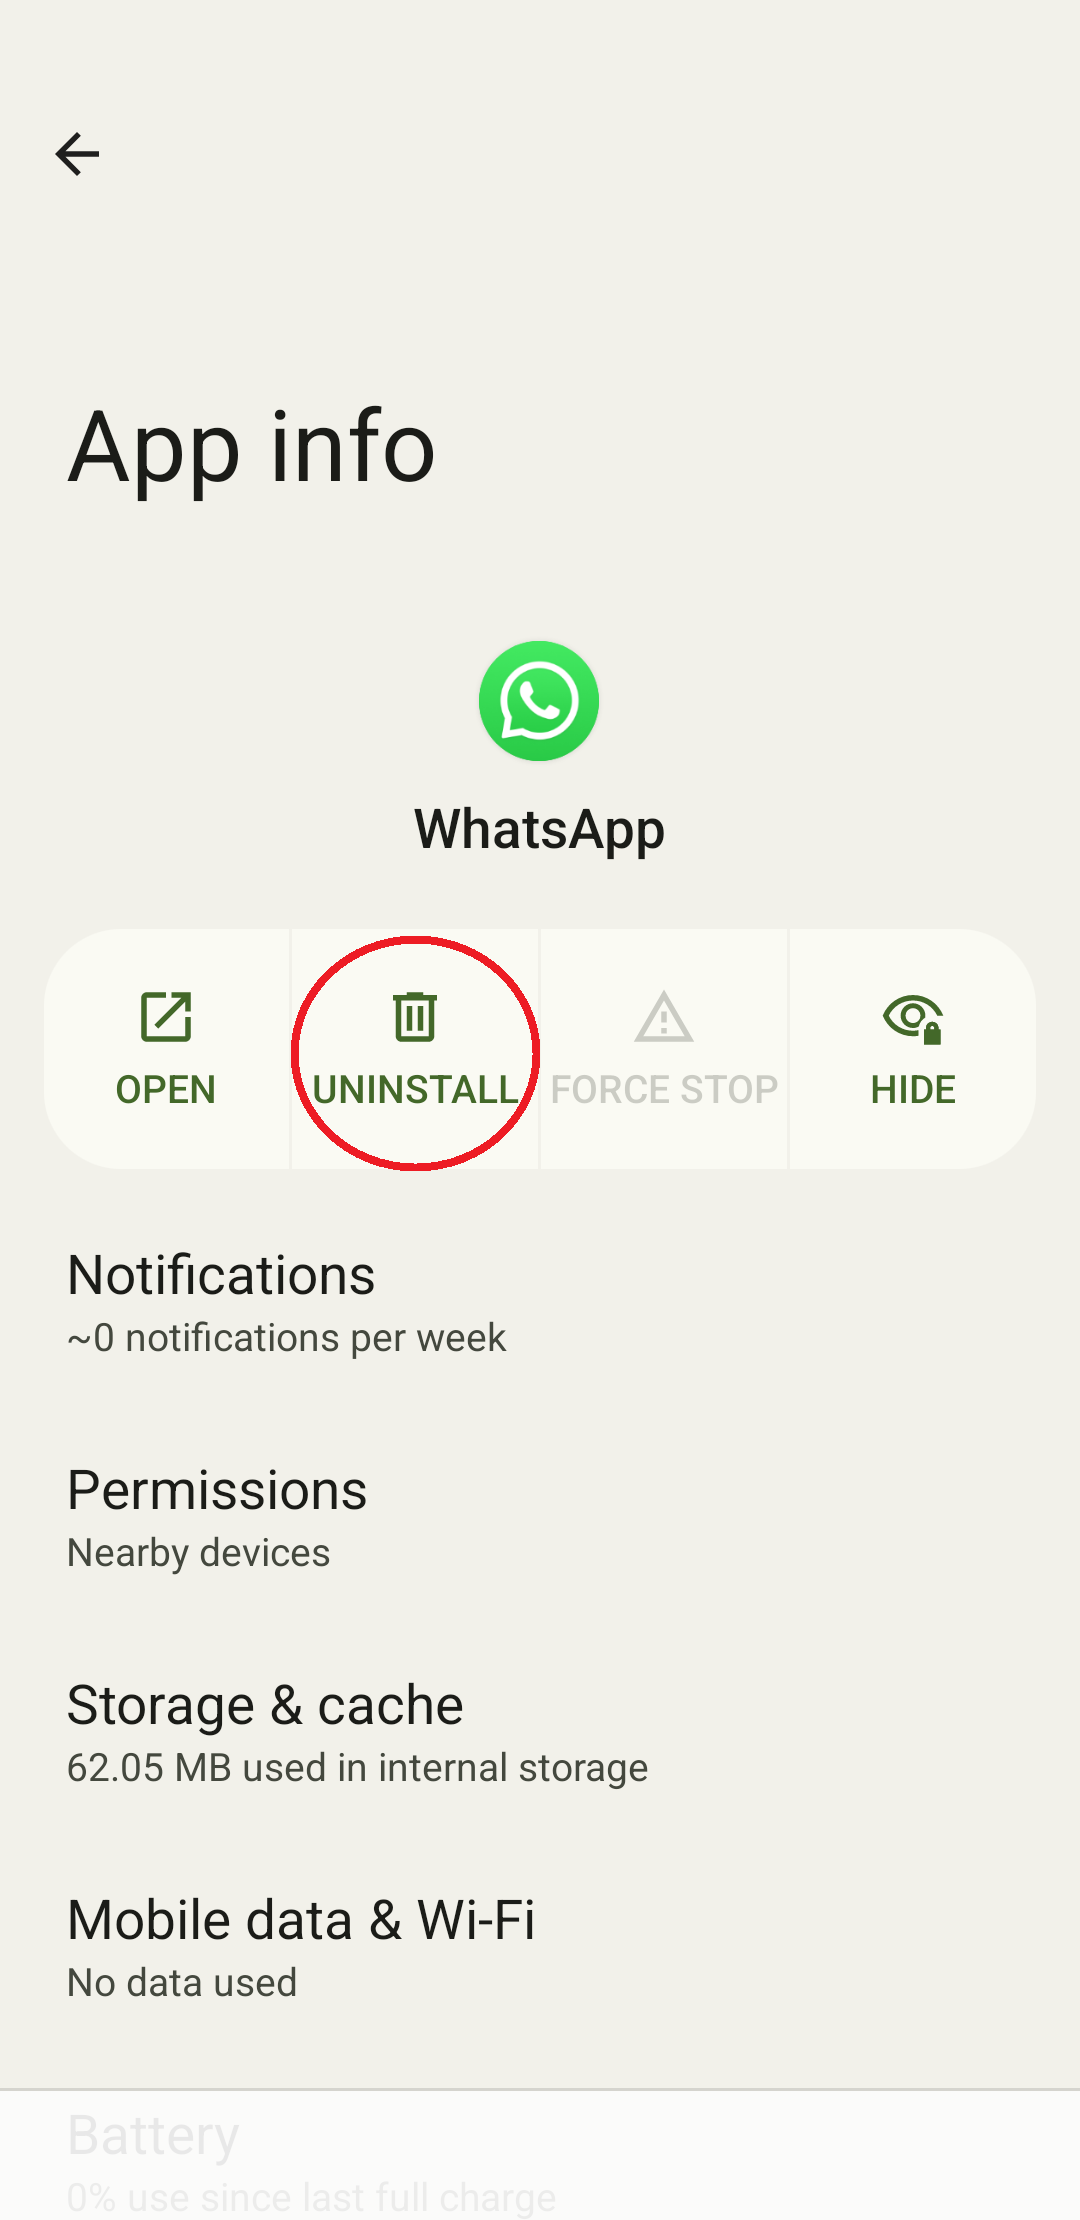 App info
WhatsApp
OPEN
UNINSTALL
FORCE STOP
HIDE
Notifications
~0 notifications per week
Permissions
Nearby devices
Storage & cache
62.05 MB used in internal storage
Mobile data & Wi-Fi
No data used
Battery
0% use since last full charge